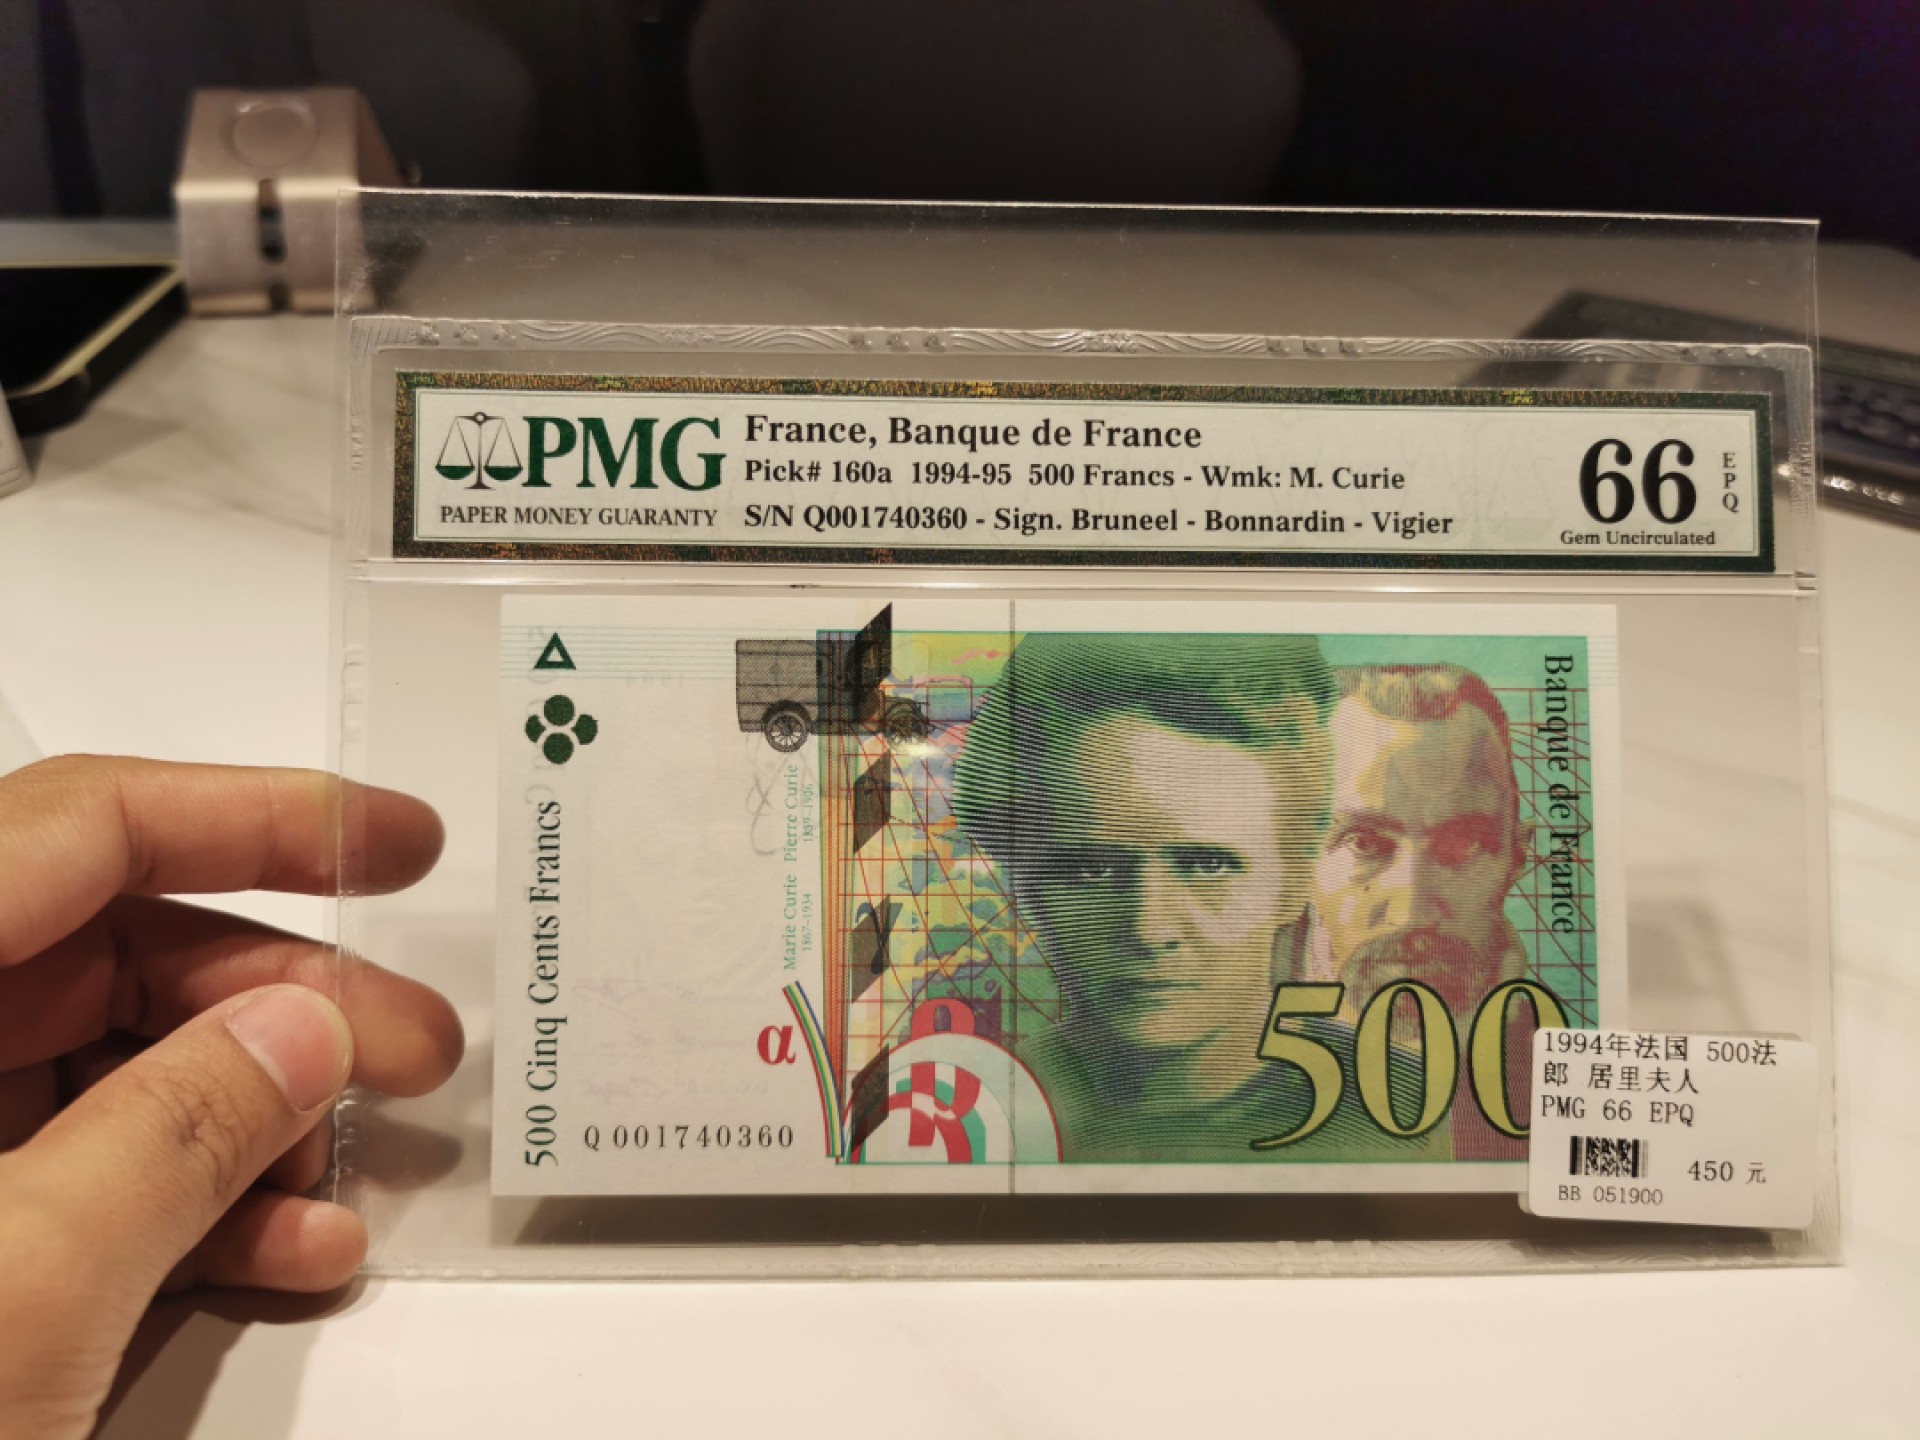 PMG
PAPER MONEY GUARANTY
France, Banque de France
Pick# 160a 1994-95 500 Francs - Wmk: M. Curie
S/N Q001740360 - Sign. Bruneel - Bonnardin - Vigier
66
EPQ
Gem Uncirculated
500 Cinq Cents Francs
Marie Curie Pierre Curie
1867-1934 1859-1906
α
γ
Q 001740360
Banque de France
500
1994年法国 500法
郎 居里夫人
PMG 66 EPQ
450 元
BB 051900